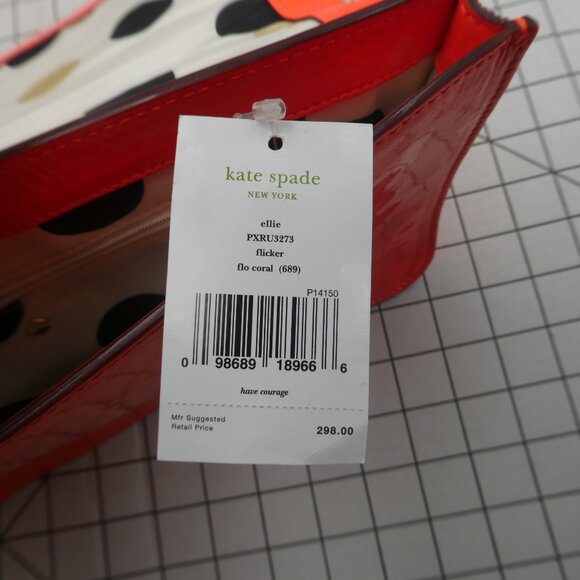 kate spade
NEW YORK
ellie
PXRU3273
flicker
flo coral (689)
P14150
0 98689 18966 6
have courage
Mfr Suggested
Retail Price 298.00